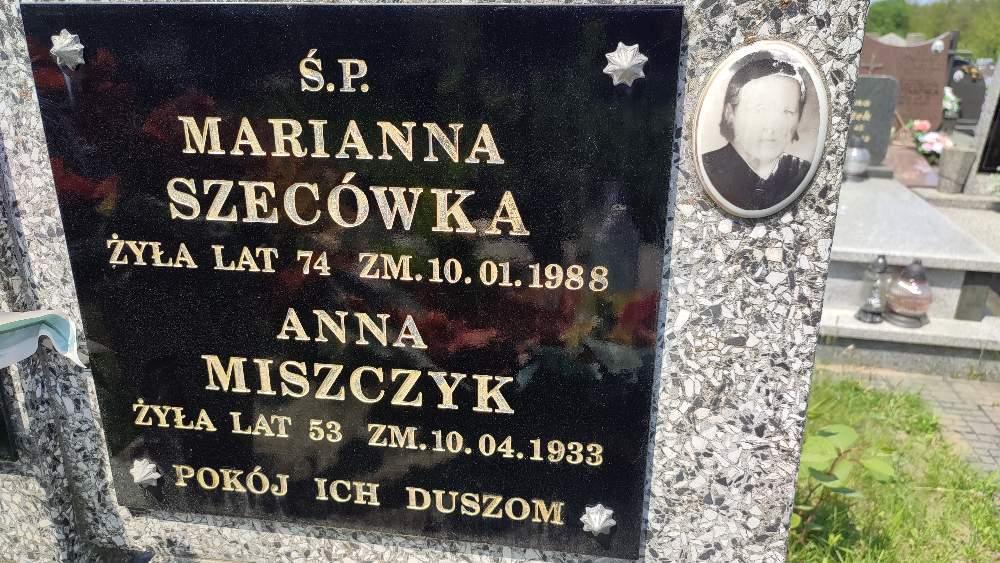 Ś.P.
MARIANNA
SZECÓWKA
ŻYŁA LAT 74 ZM.10.01.1988
ANNA
MISZCZYK
ŻYŁA LAT 53 ZM.10.04.1933
POKÓJ ICH DUSZOM